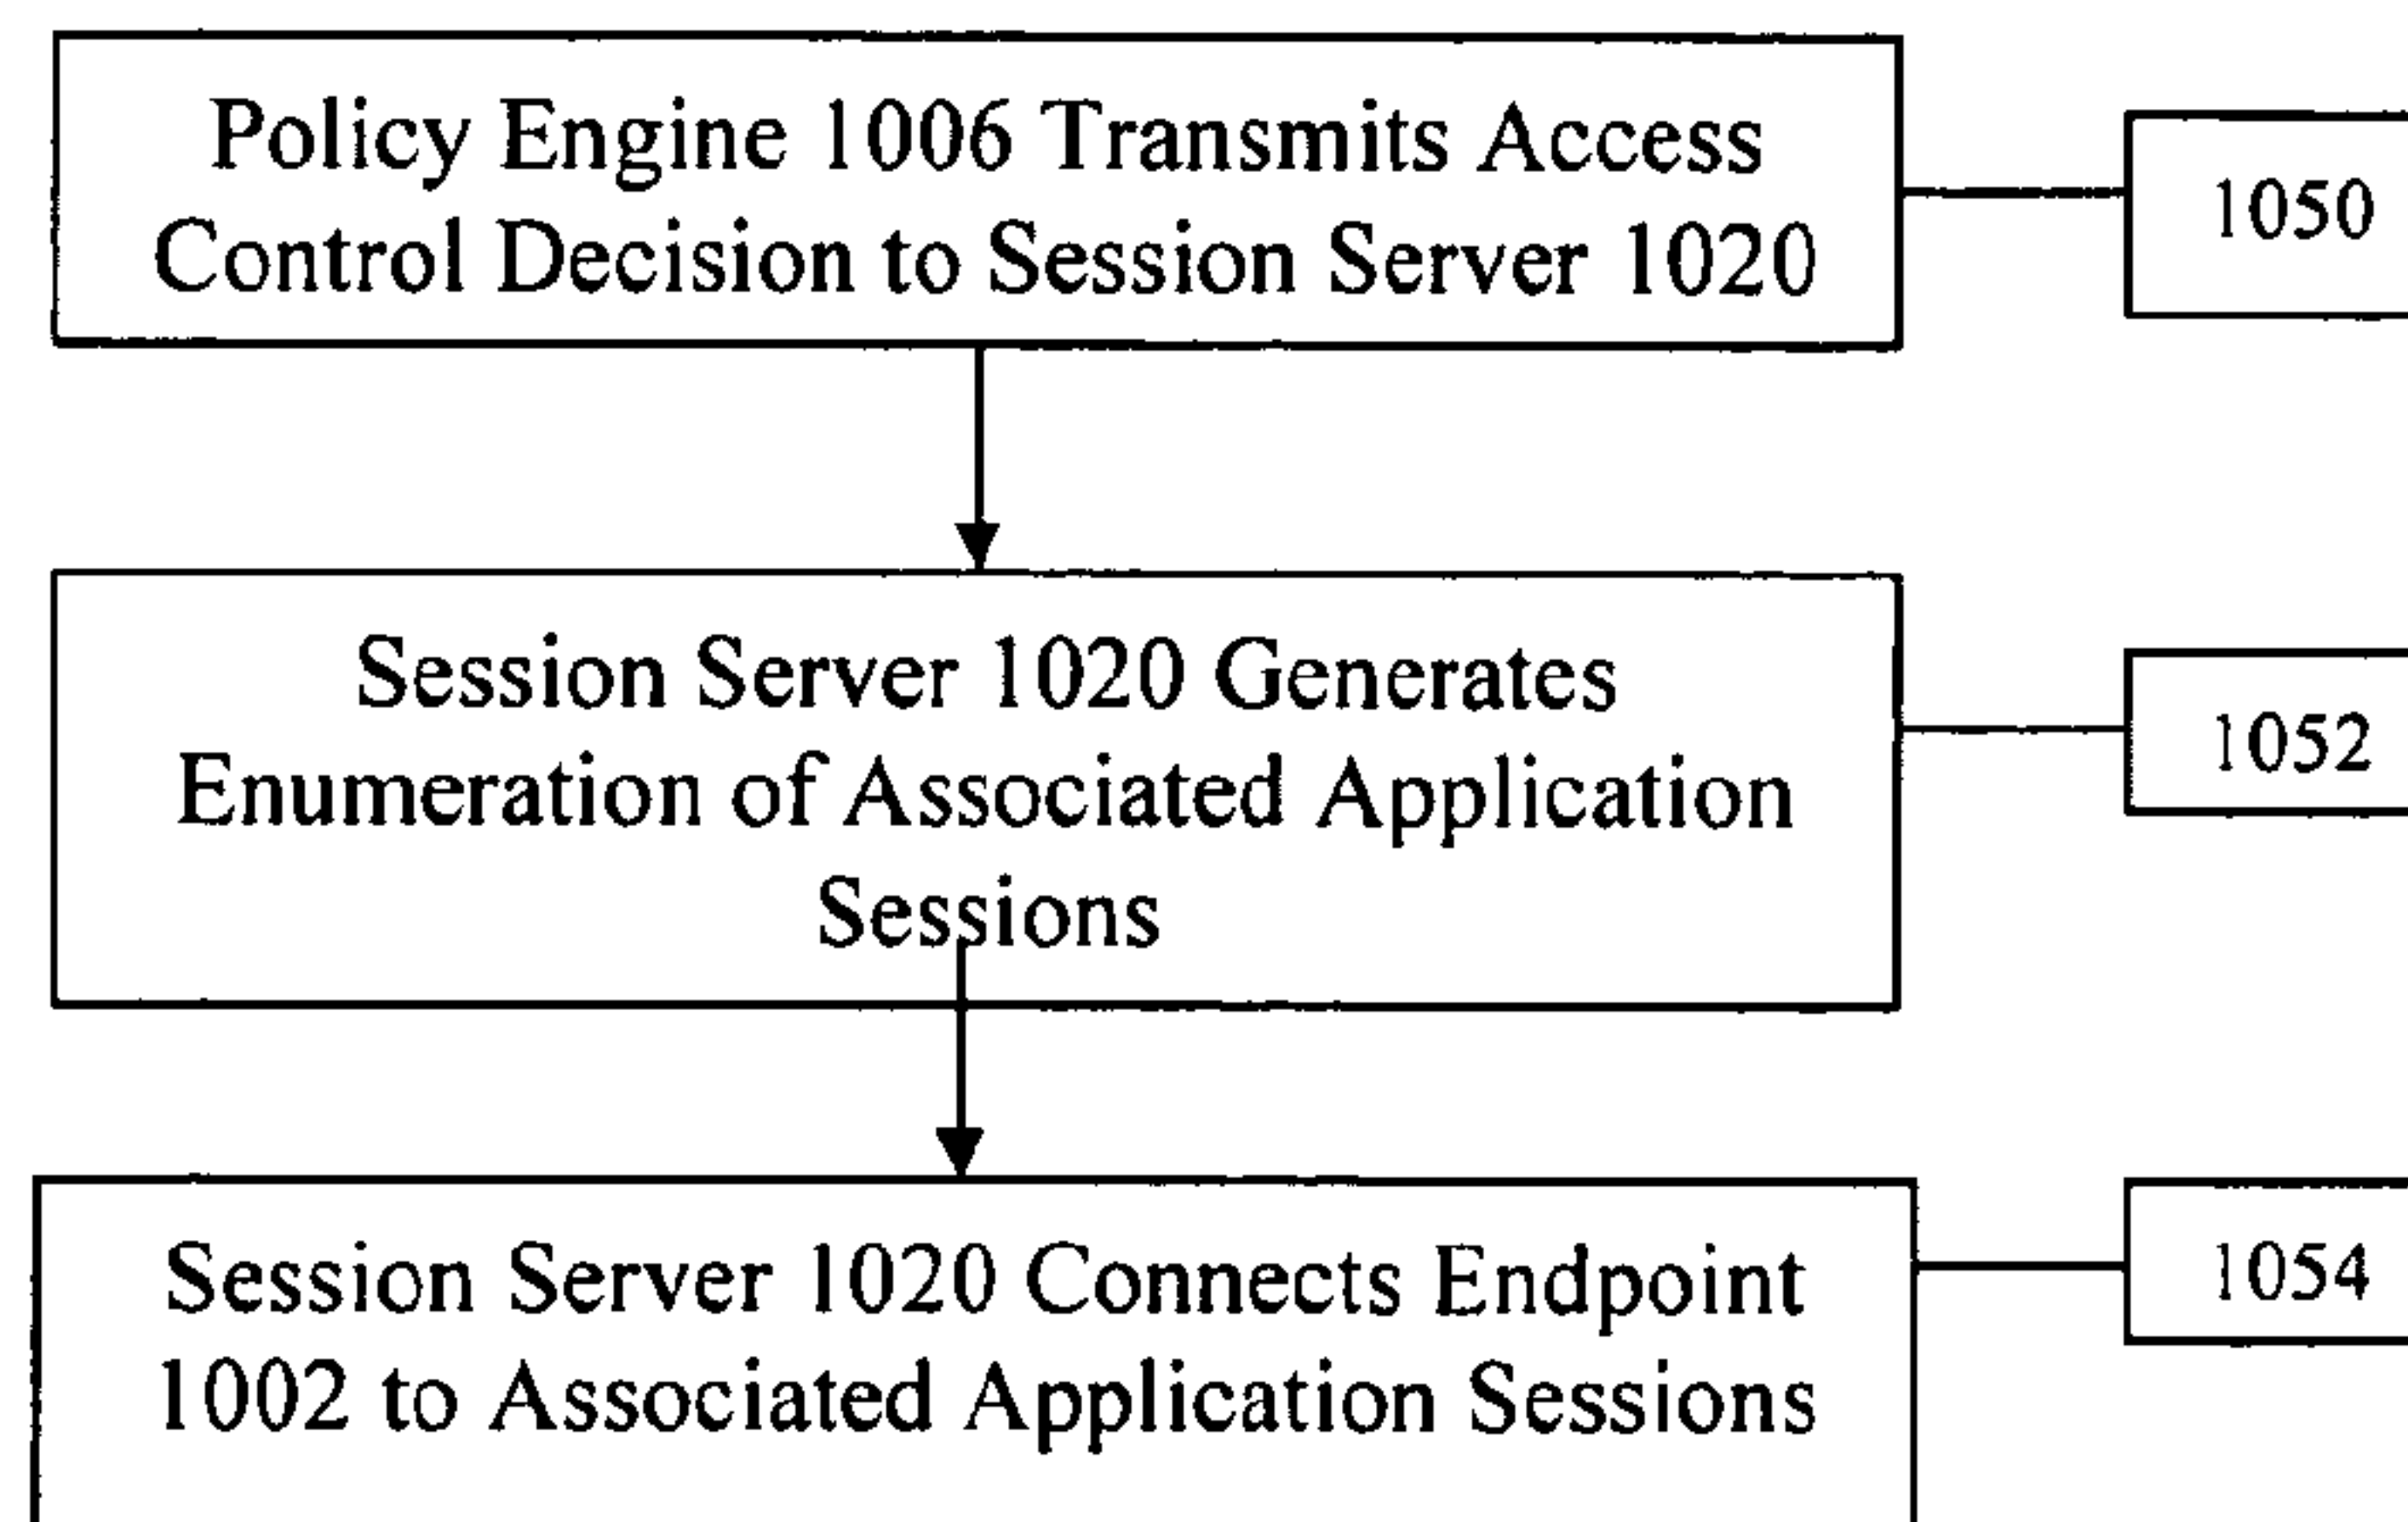 Policy Engine 1006 Transmits Access
Control Decision to Session Server 1020
1050
Session Server 1020 Generates
Enumeration of Associated Application
Sessions
1052
Session Server 1020 Connects Endpoint
1002 to Associated Application Sessions
1054